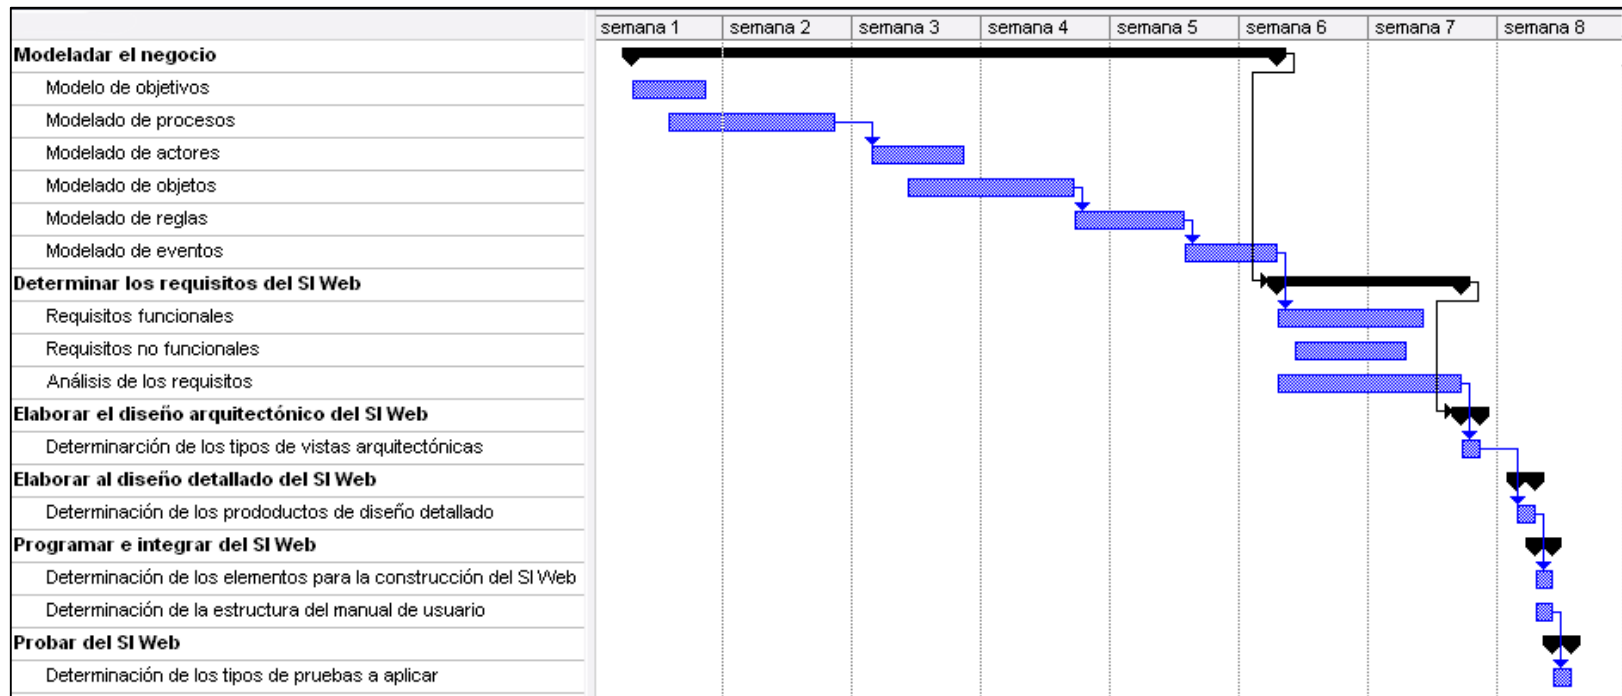 semana 1 semana 2 semana 3 semana 4 semana 5 semana 6 semana 7 semana 8
Modeladar el negocio
Modelo de objetivos
Modelado de procesos
Modelado de actores
Modelado de objetos
Modelado de reglas
Modelado de eventos
Determinar los requisitos del SI Web
Requisitos funcionales
Requisitos no funcionales
Análisis de los requisitos
Elaborar el diseño arquitectónico del SI Web
Determinarción de los tipos de vistas arquitectónicas
Elaborar al diseño detallado del SI Web
Determinación de los prodoductos de diseño detallado
Programar e integrar del SI Web
Determinación de los elementos para la construcción del SI Web
Determinación de la estructura del manual de usuario
Probar del SI Web
Determinación de los tipos de pruebas a aplicar